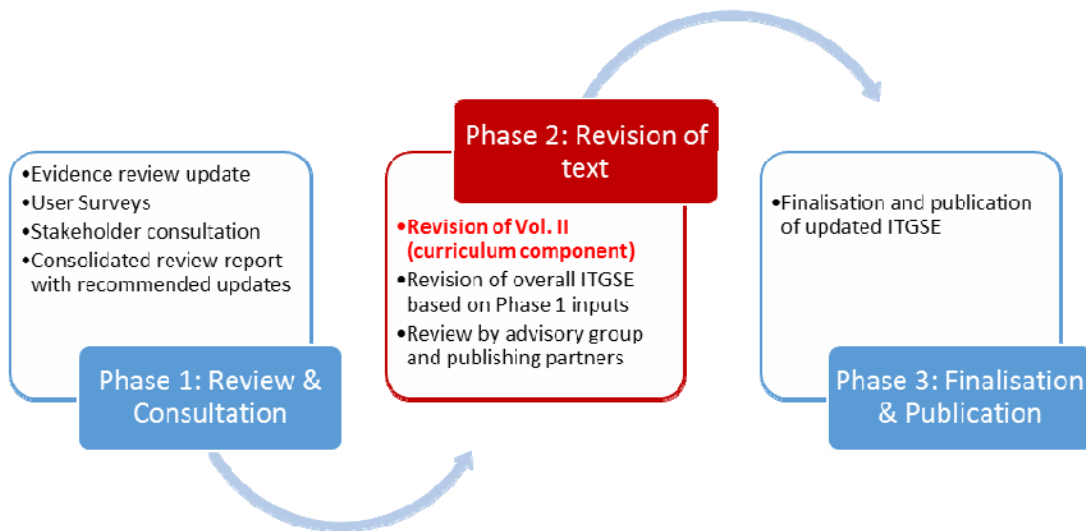 •Evidence review update
•User Surveys
•Stakeholder consultation
•Consolidated review report
with recommended updates
Phase 1: Review &
Consultation
Phase 2: Revision of
text
•Revision of Vol. II
(curriculum component)
•Revision of overall ITGSE
based on Phase 1 inputs
•Review by advisory group
and publishing partners
•Finalisation and publication
of updated ITGSE
Phase 3: Finalisation
& Publication